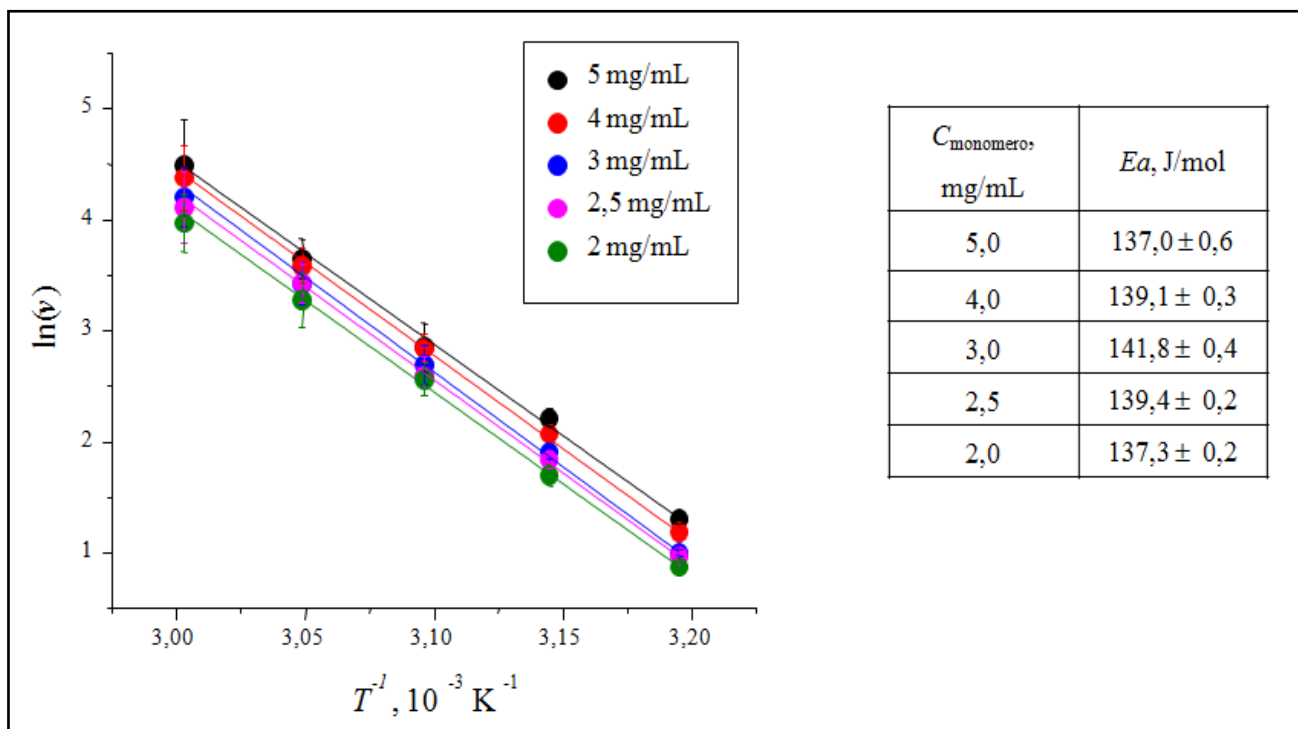 5 mg/mL
4 mg/mL
3 mg/mL
2,5 mg/mL
2 mg/mL
5
4
3
2
1
ln(v)
3,00 3,05 3,10 3,15 3,20
T⁻¹, 10⁻³ K⁻¹
C monomero, Ea, J/mol
mg/mL
5,0 137,0 ± 0,6
4,0 139,1 ± 0,3
3,0 141,8 ± 0,4
2,5 139,4 ± 0,2
2,0 137,3 ± 0,2